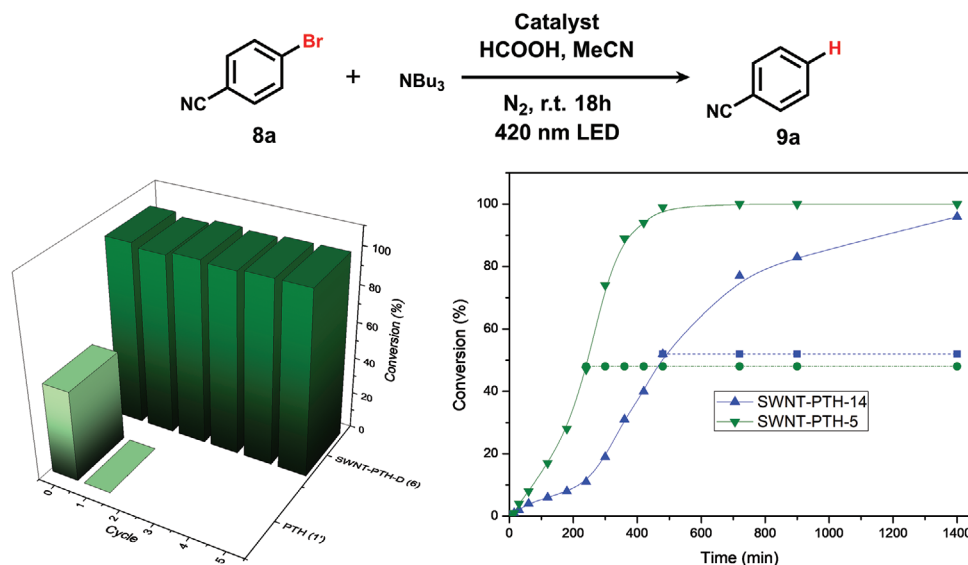 Catalyst
HCOOH, MeCN
Br
NC
8a
+
NBu3
N2, r.t. 18h
420 nm LED
H
NC
9a
100
80
60
40
20
0
Conversion (%)
SWNT-PTH-D (6)
PTH (1')
0
1
2
3
4
5
Cycle
100
80
60
40
20
0
Conversion (%)
SWNT-PTH-14
SWNT-PTH-5
0 200 400 600 800 1000 1200 1400
Time (min)